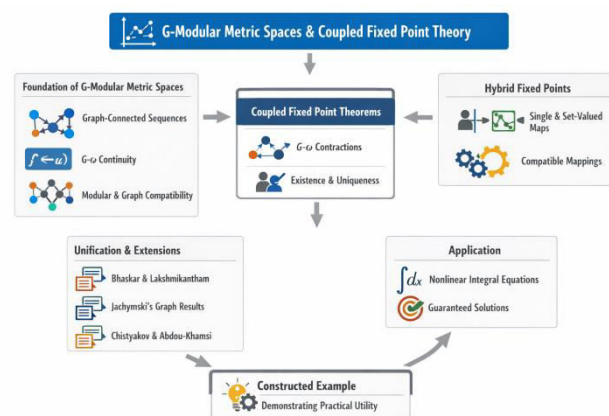 G-Modular Metric Spaces & Coupled Fixed Point Theory
Foundation of G-Modular Metric Spaces
Graph-Connected Sequences
f ←u)
G-ω Continuity
Modular & Graph Compatibility
Coupled Fixed Point Theorems
G-ω Contractions
Existence & Uniqueness
Hybrid Fixed Points
Single & Set-Valued
Maps
Compatible Mappings
Unification & Extensions
Bhaskar & Lakshmikantham
Jachymski's Graph Results
Chistyakov & Abdou-Khamsi
Application
∫dx Nonlinear Integral Equations
Guaranteed Solutions
Constructed Example
Demonstrating Practical Utility